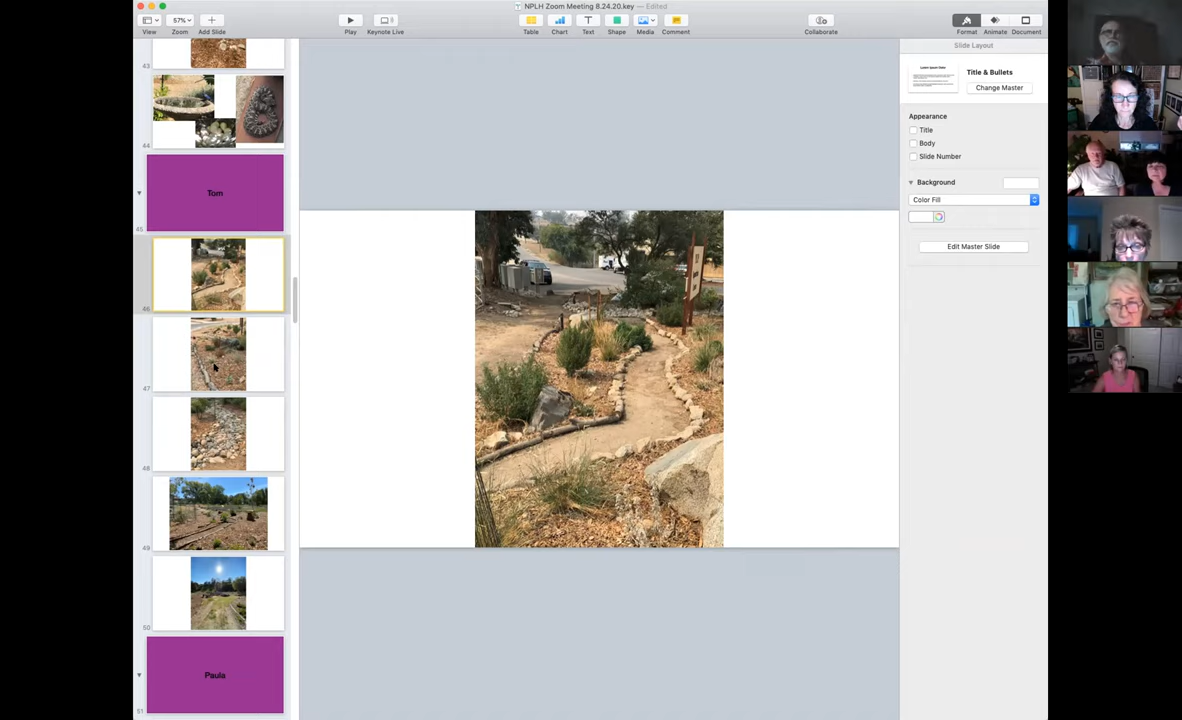 NPLH Zoom Meeting 8.24.20.key — Edited
57%
View Zoom Add Slide Play Keynote Live Table Chart Text Shape Media Comment Collaborate Format Animate Document
Slide Layout
Title & Bullets
Change Master
Appearance
Title
Body
Slide Number
Background
Color Fill
Edit Master Slide
43
44
Tom
45
46
47
48
49
50
Paula
51